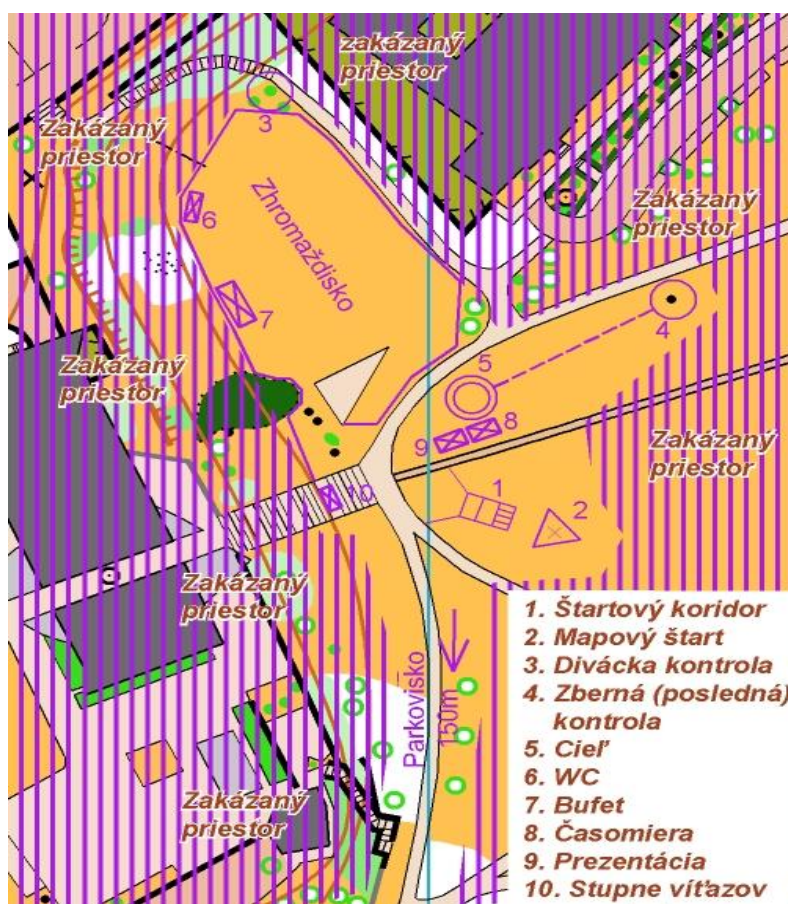 zakázaný
priestor
Zakázaný
priestor
3
6
Zhromaždisko
Zakázaný
priestor
7
4
5
Zakázaný
priestor
8
9
Zakázaný
priestor
10
1
2
Zakázaný
priestor
Parkovisko
150m
Zakázaný
priestor
1. Štartový koridor
2. Mapový štart
3. Divácka kontrola
4. Zberná (posledná)
kontrola
5. Cieľ
6. WC
7. Bufet
8. Časomiera
9. Prezentácia
10. Stupne víťazov